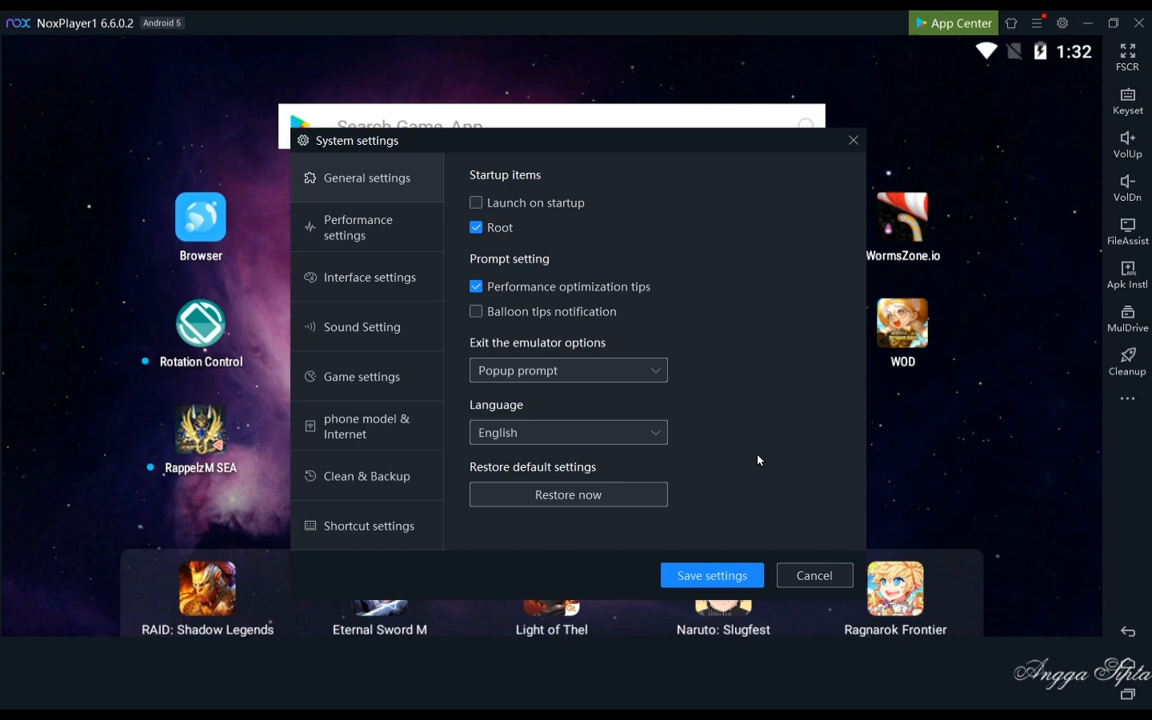 nox NoxPlayer1 6.6.0.2 Android 5
App Center
1:32
FSCR
Keyset
VolUp
VolDn
FileAssist
Apk Instl
MulDrive
Cleanup
Search Game, App
System settings
General settings
Performance settings
Interface settings
Sound Setting
Game settings
phone model & Internet
Clean & Backup
Shortcut settings
Startup items
Launch on startup
Root
Prompt setting
Performance optimization tips
Balloon tips notification
Exit the emulator options
Popup prompt
Language
English
Restore default settings
Restore now
Save settings
Cancel
Browser
Rotation Control
RappelzM SEA
WormsZone.io
WOD
RAID: Shadow Legends
Eternal Sword M
Light of Thel
Naruto: Slugfest
Ragnarok Frontier
Angga